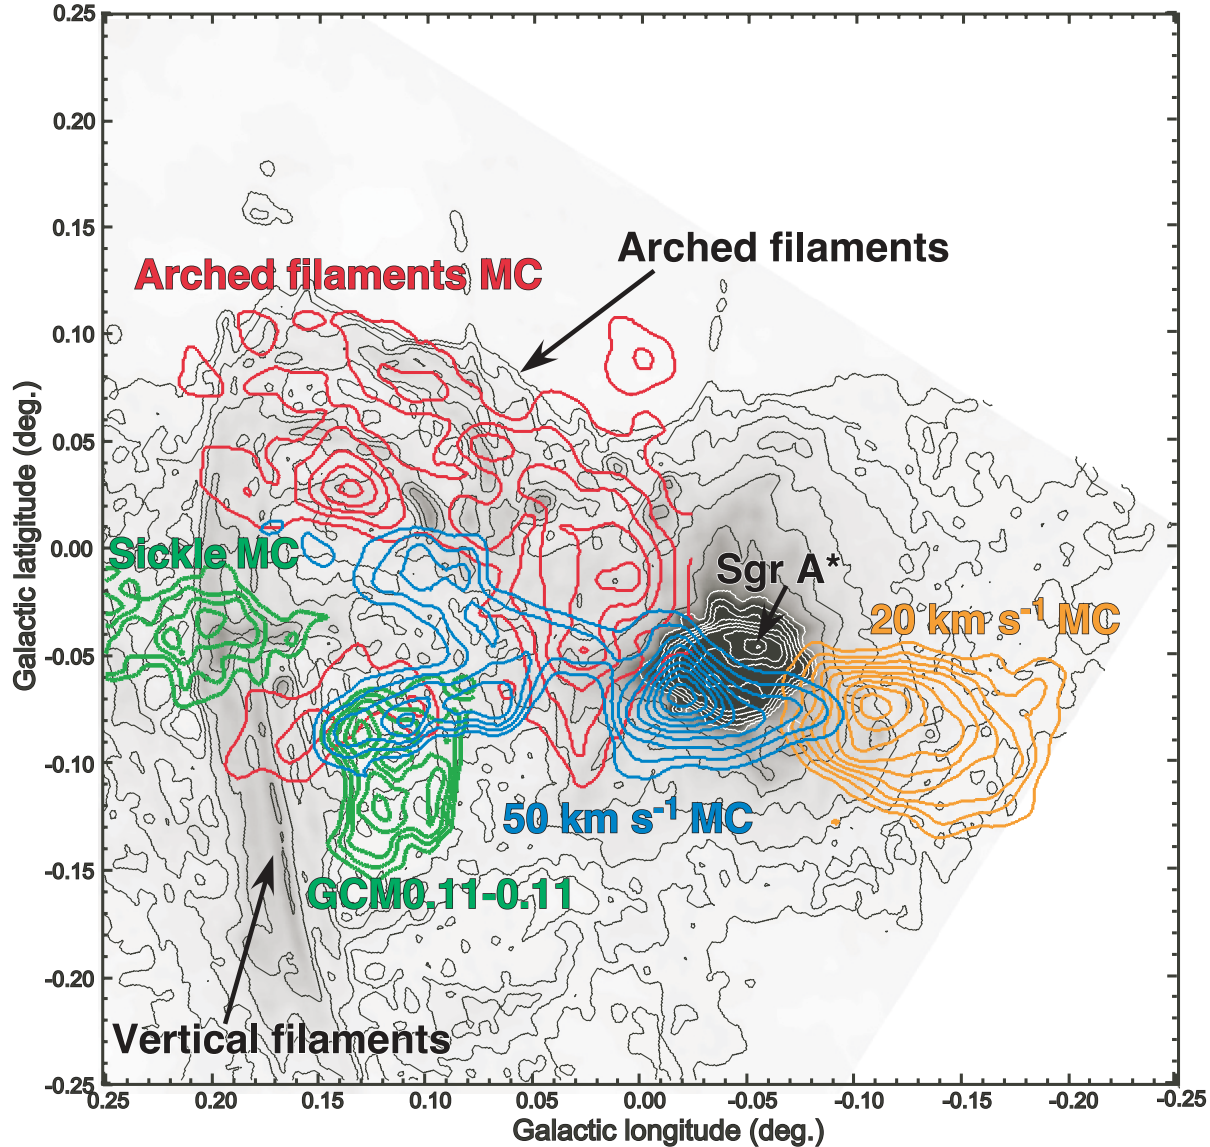 0.25
0.20
0.15
0.10
0.05
0.00
-0.05
-0.10
-0.15
-0.20
-0.25
Galactic latigitude (deg.)
Arched filaments
Arched filaments MC
Sickle MC
Sgr A*
20 km s-1 MC
50 km s-1 MC
GCM0.11-0.11
Vertical filaments
0.25 0.20 0.15 0.10 0.05 0.00 -0.05 -0.10 -0.15 -0.20 -0.25
Galactic longitude (deg.)